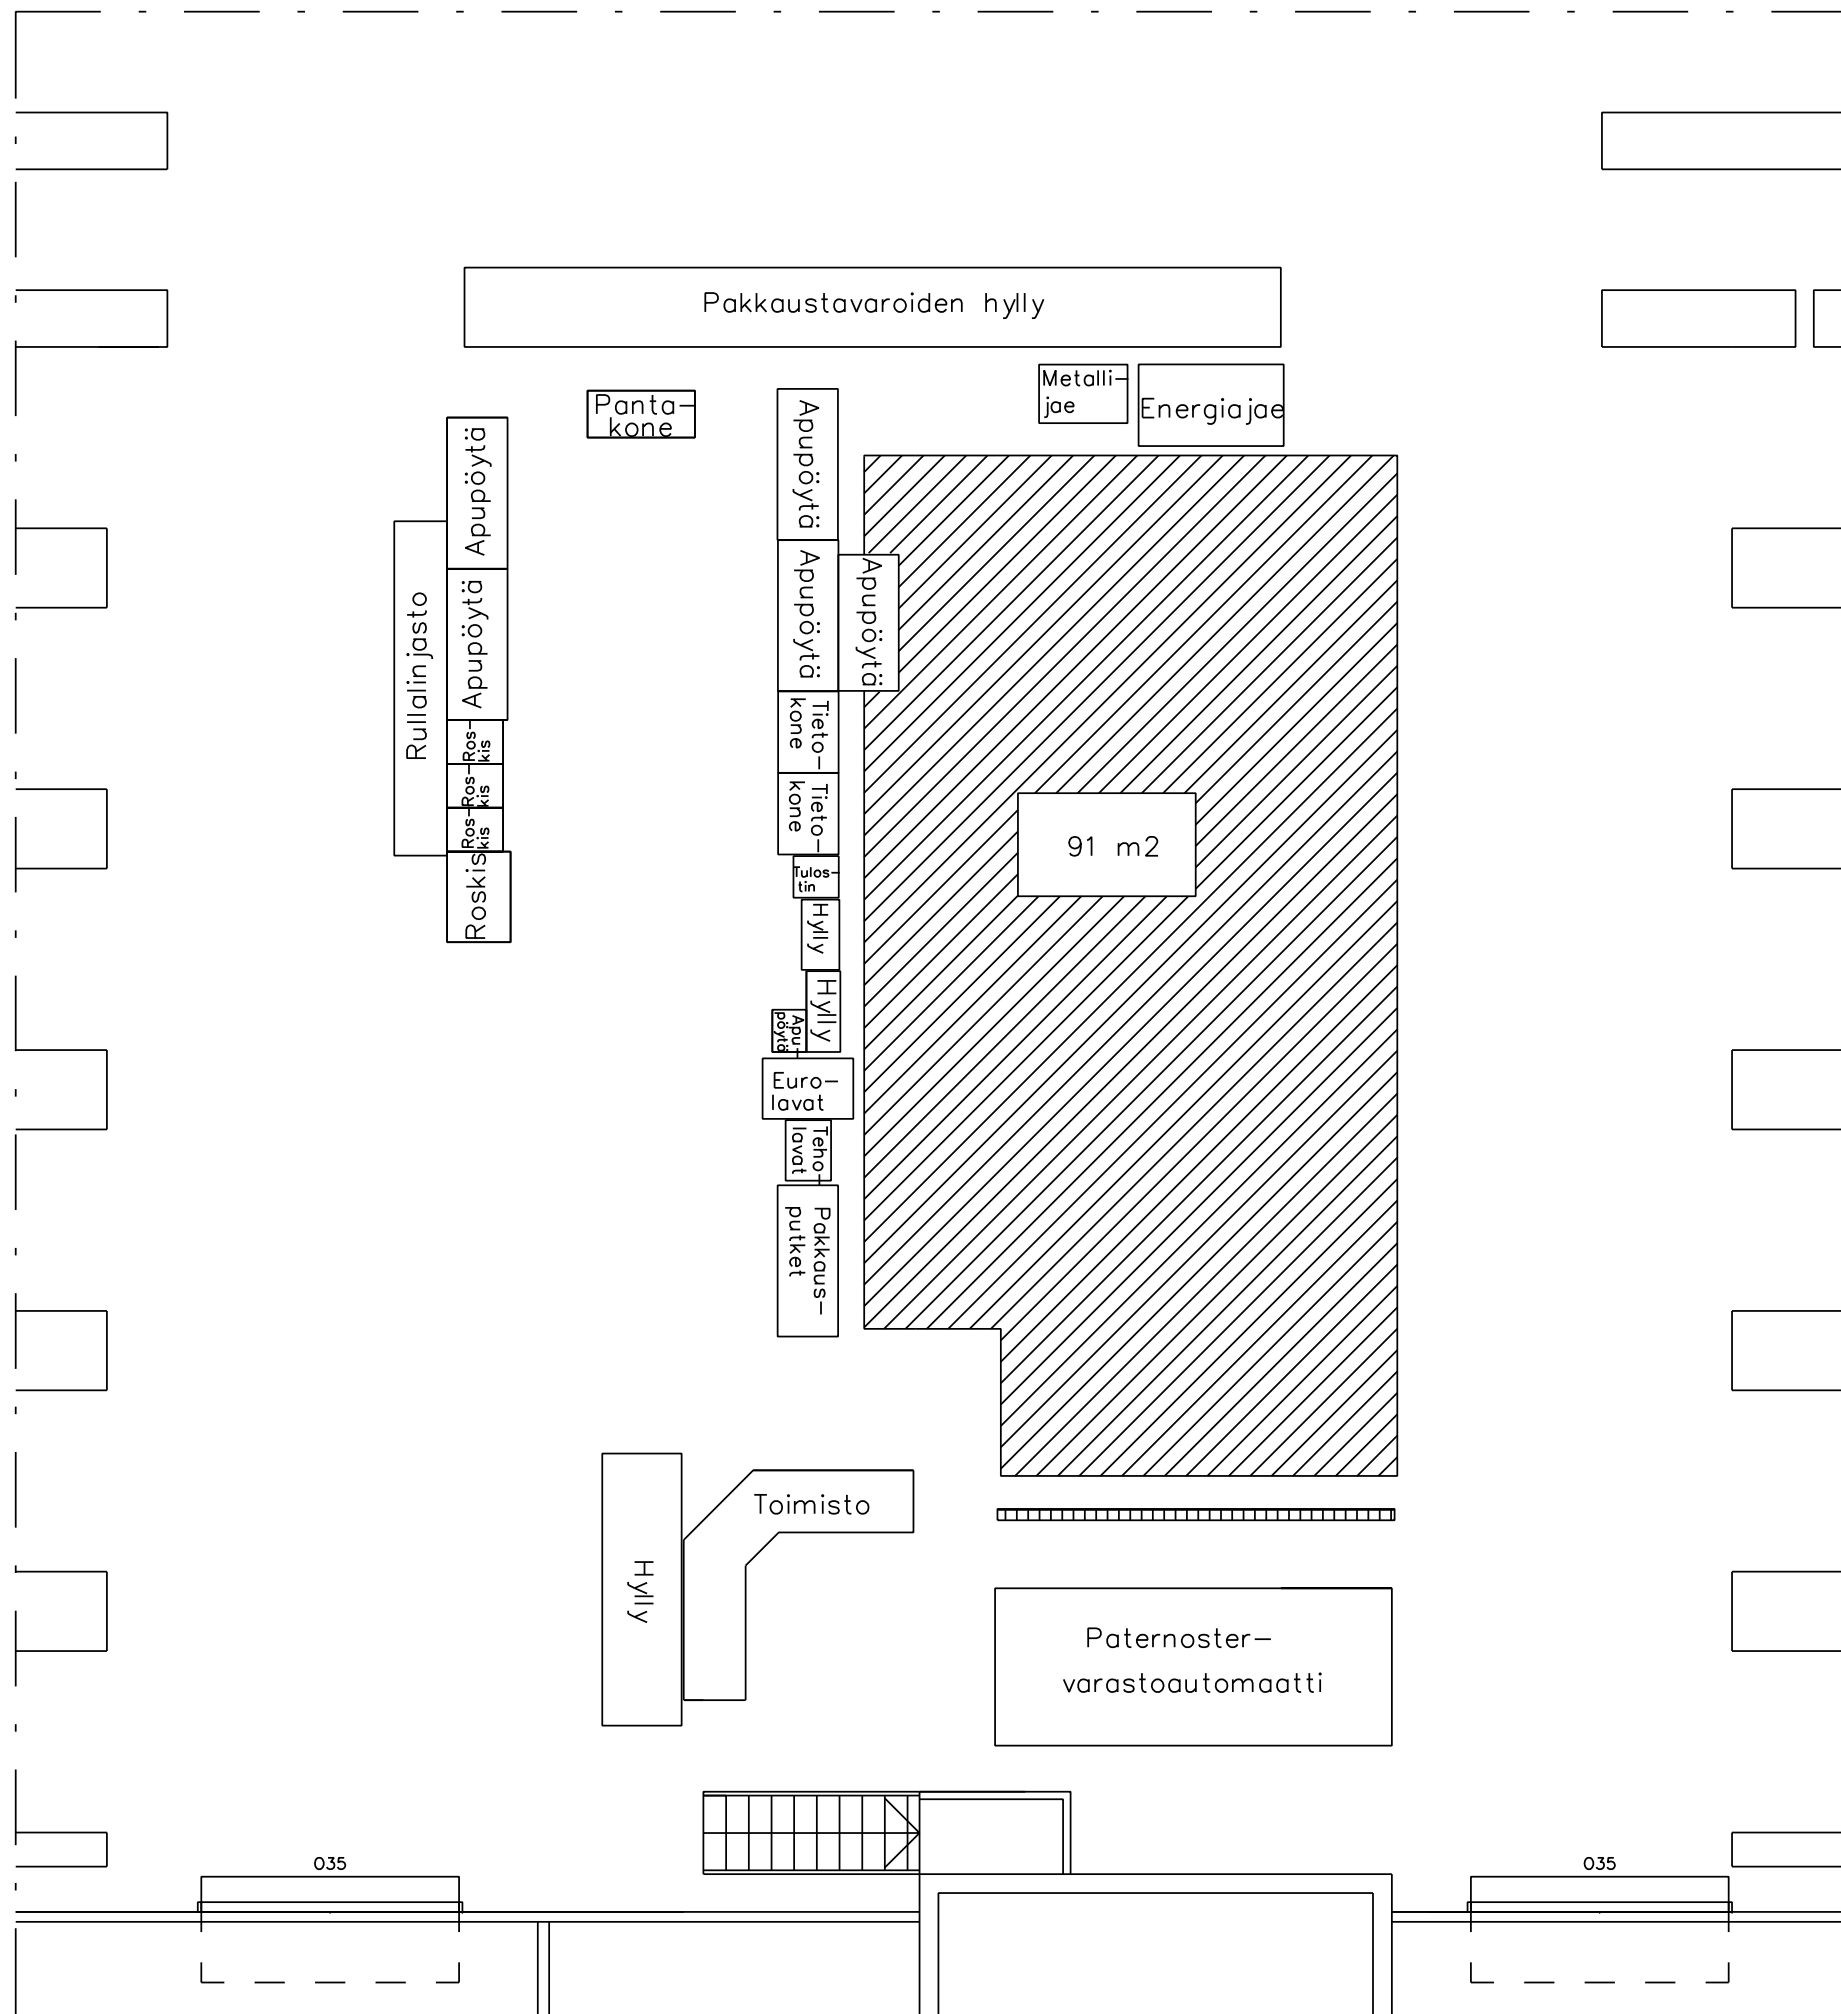 Pakkaustavaroiden hylly
Metalli-
jae
Energiajae
Panta-
kone
Apupöytä
Apupöytä
Rullalinjasto
Ros-
kis
Ros-
kis
Ros-
kis
Roskis
Apupöytä
Apupöytä
Apupöytä
Tieto-
kone
Tieto-
kone
Tulos-
tin
Hylly
Hylly
Apu-
pöytä
Euro-
lavat
Teho-
lavat
Pakkaus-
putket
91 m2
Toimisto
Hylly
Paternoster-
varastoautomaatti
035
035